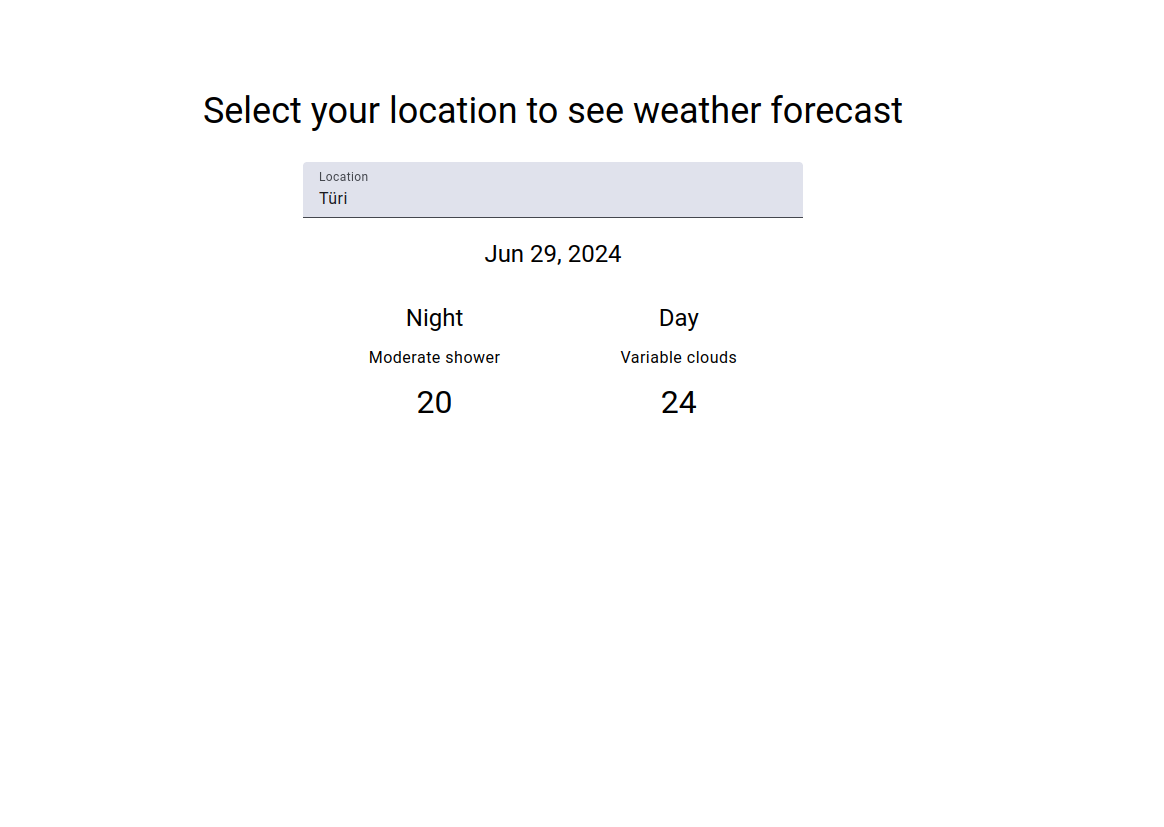 Select your location to see weather forecast
Location
Türi
Jun 29, 2024
Night
Day
Moderate shower
Variable clouds
20
24